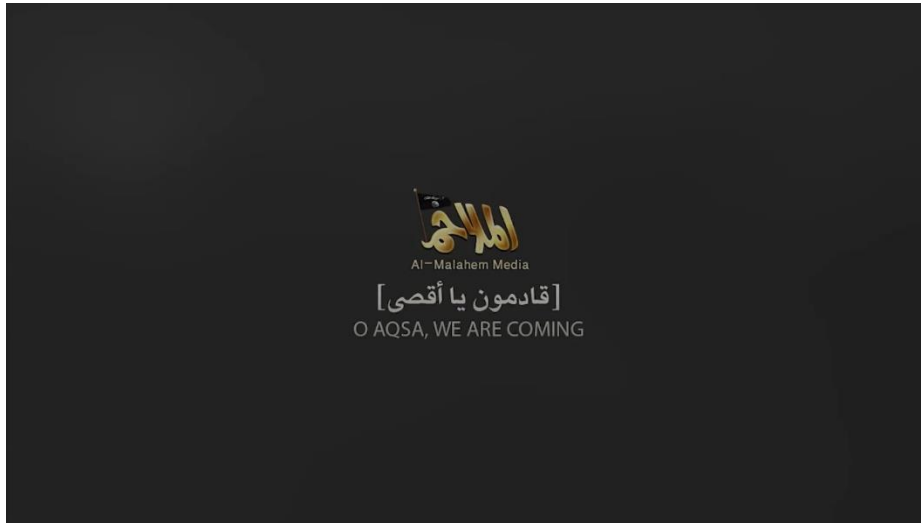 الملاحم
Al-Malahem Media
[قادمون يا أقصى]
O AQSA, WE ARE COMING